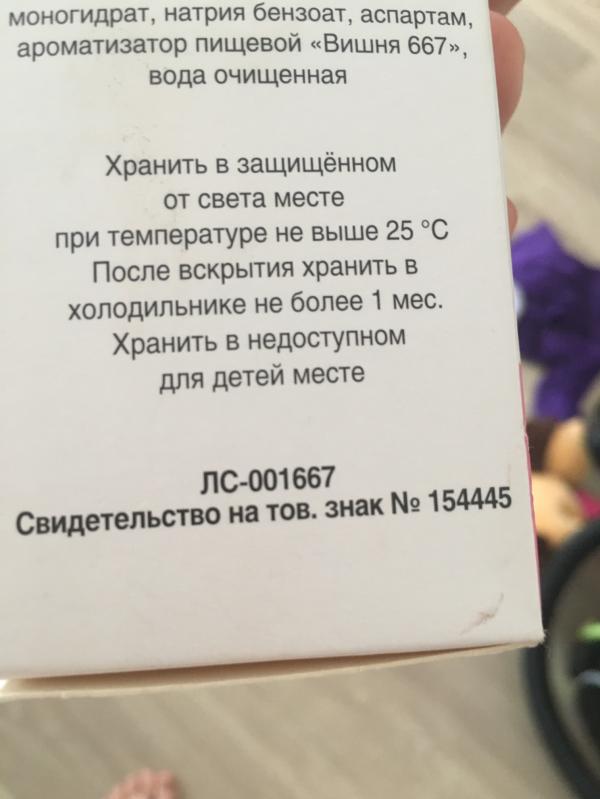 моногидрат, натрия бензоат, аспартам,
ароматизатор пищевой «Вишня 667»,
вода очищенная
Хранить в защищённом
от света месте
при температуре не выше 25 °С
После вскрытия хранить в
холодильнике не более 1 мес.
Хранить в недоступном
для детей месте
ЛС-001667
Свидетельство на тов. знак № 154445